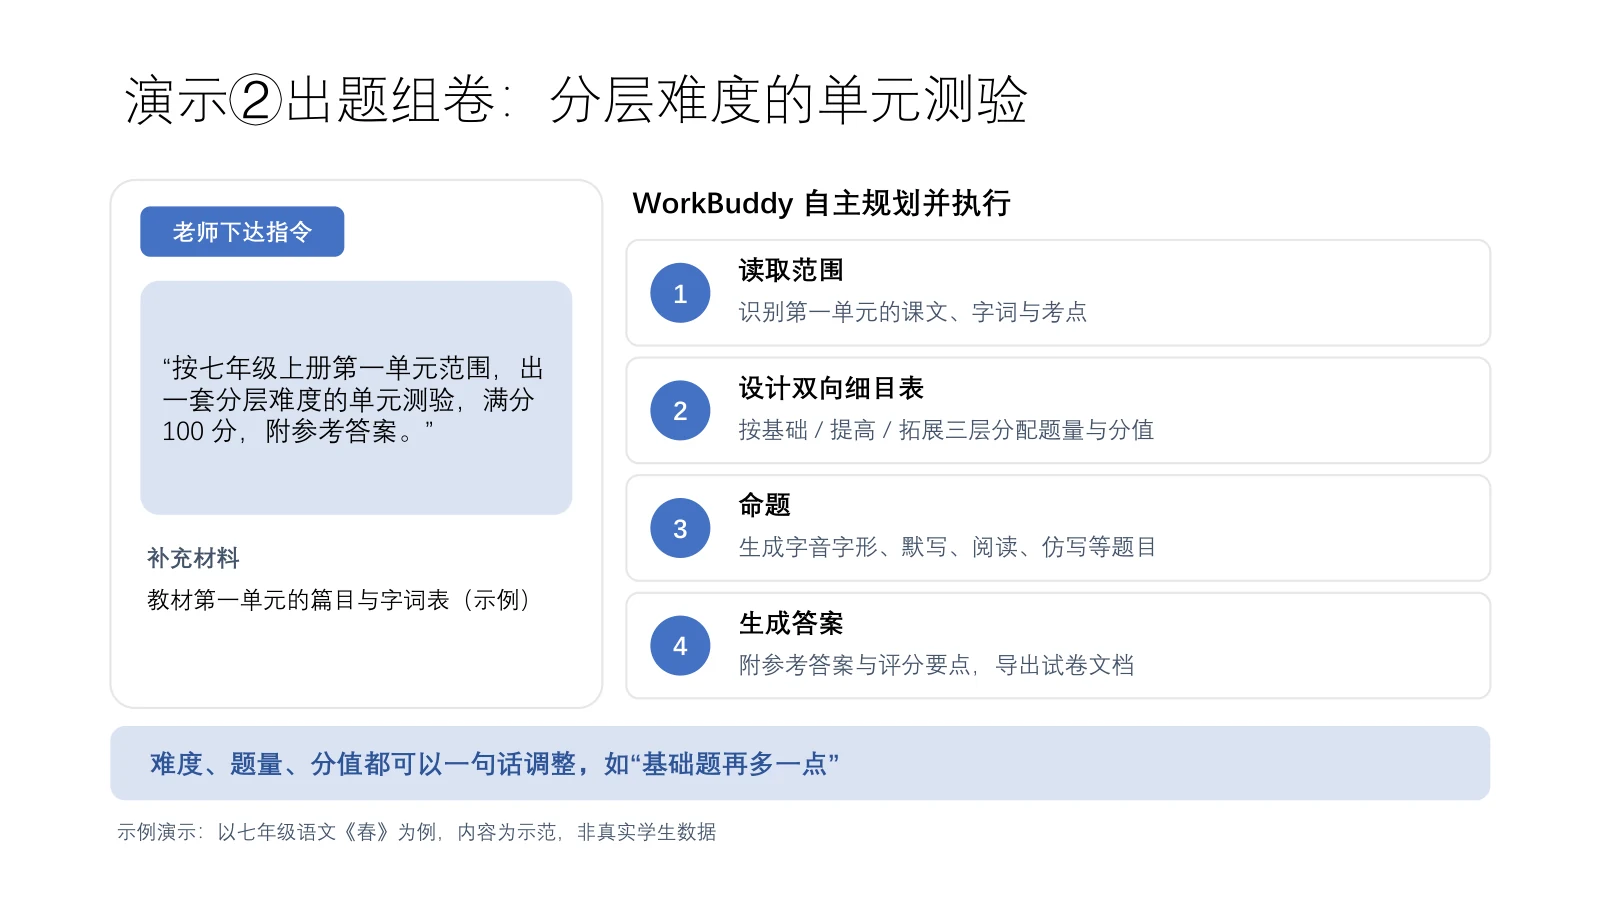 演示②出题组卷：分层难度的单元测验
老师下达指令
“按七年级上册第一单元范围，出
一套分层难度的单元测验，满分
100 分，附参考答案。”
补充材料
教材第一单元的篇目与字词表（示例）
WorkBuddy 自主规划并执行
1
读取范围
识别第一单元的课文、字词与考点
2
设计双向细目表
按基础 / 提高 / 拓展三层分配题量与分值
3
命题
生成字音字形、默写、阅读、仿写等题目
4
生成答案
附参考答案与评分要点，导出试卷文档
难度、题量、分值都可以一句话调整，如“基础题再多一点”
示例演示：以七年级语文《春》为例，内容为示范，非真实学生数据